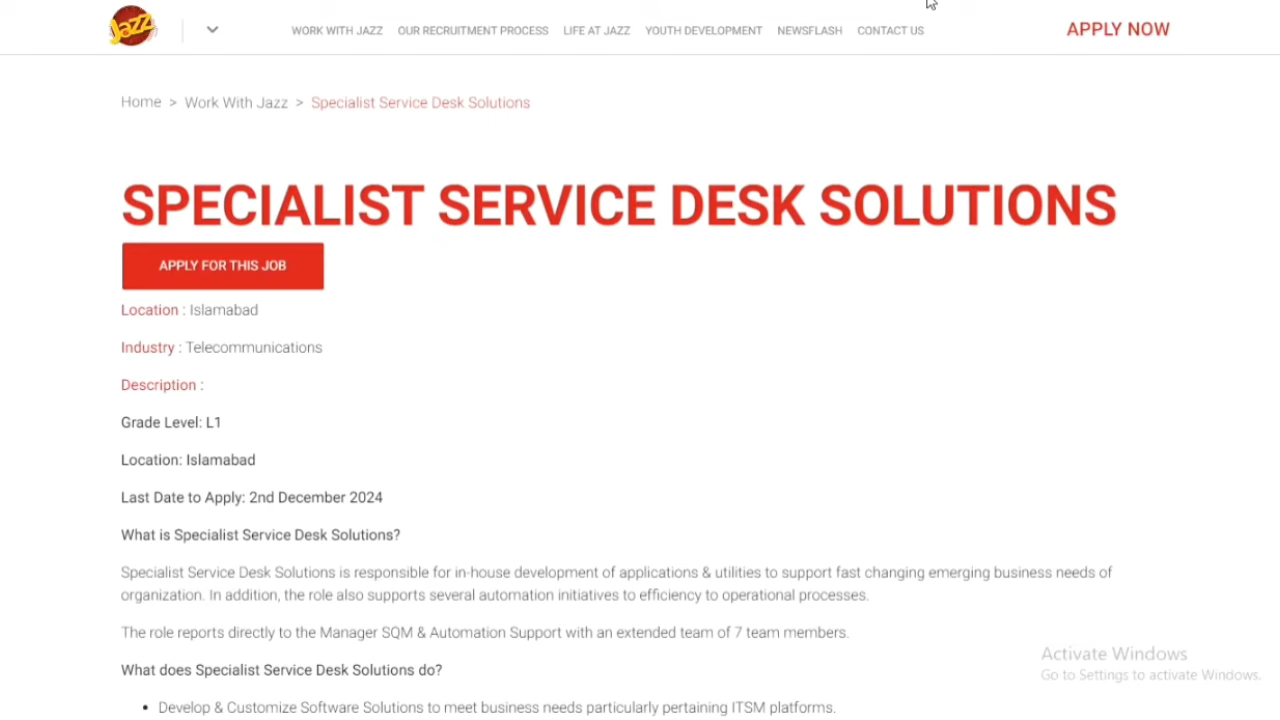 Jazz
WORK WITH JAZZ OUR RECRUITMENT PROCESS LIFE AT JAZZ YOUTH DEVELOPMENT NEWSFLASH CONTACT US APPLY NOW
Home > Work With Jazz > Specialist Service Desk Solutions
SPECIALIST SERVICE DESK SOLUTIONS
APPLY FOR THIS JOB
Location : Islamabad
Industry : Telecommunications
Description :
Grade Level: L1
Location: Islamabad
Last Date to Apply: 2nd December 2024
What is Specialist Service Desk Solutions?
Specialist Service Desk Solutions is responsible for in-house development of applications & utilities to support fast changing emerging business needs of
organization. In addition, the role also supports several automation initiatives to efficiency to operational processes.
The role reports directly to the Manager SQM & Automation Support with an extended team of 7 team members.
What does Specialist Service Desk Solutions do?
• Develop & Customize Software Solutions to meet business needs particularly pertaining ITSM platforms.
Activate Windows
Go to Settings to activate Windows.